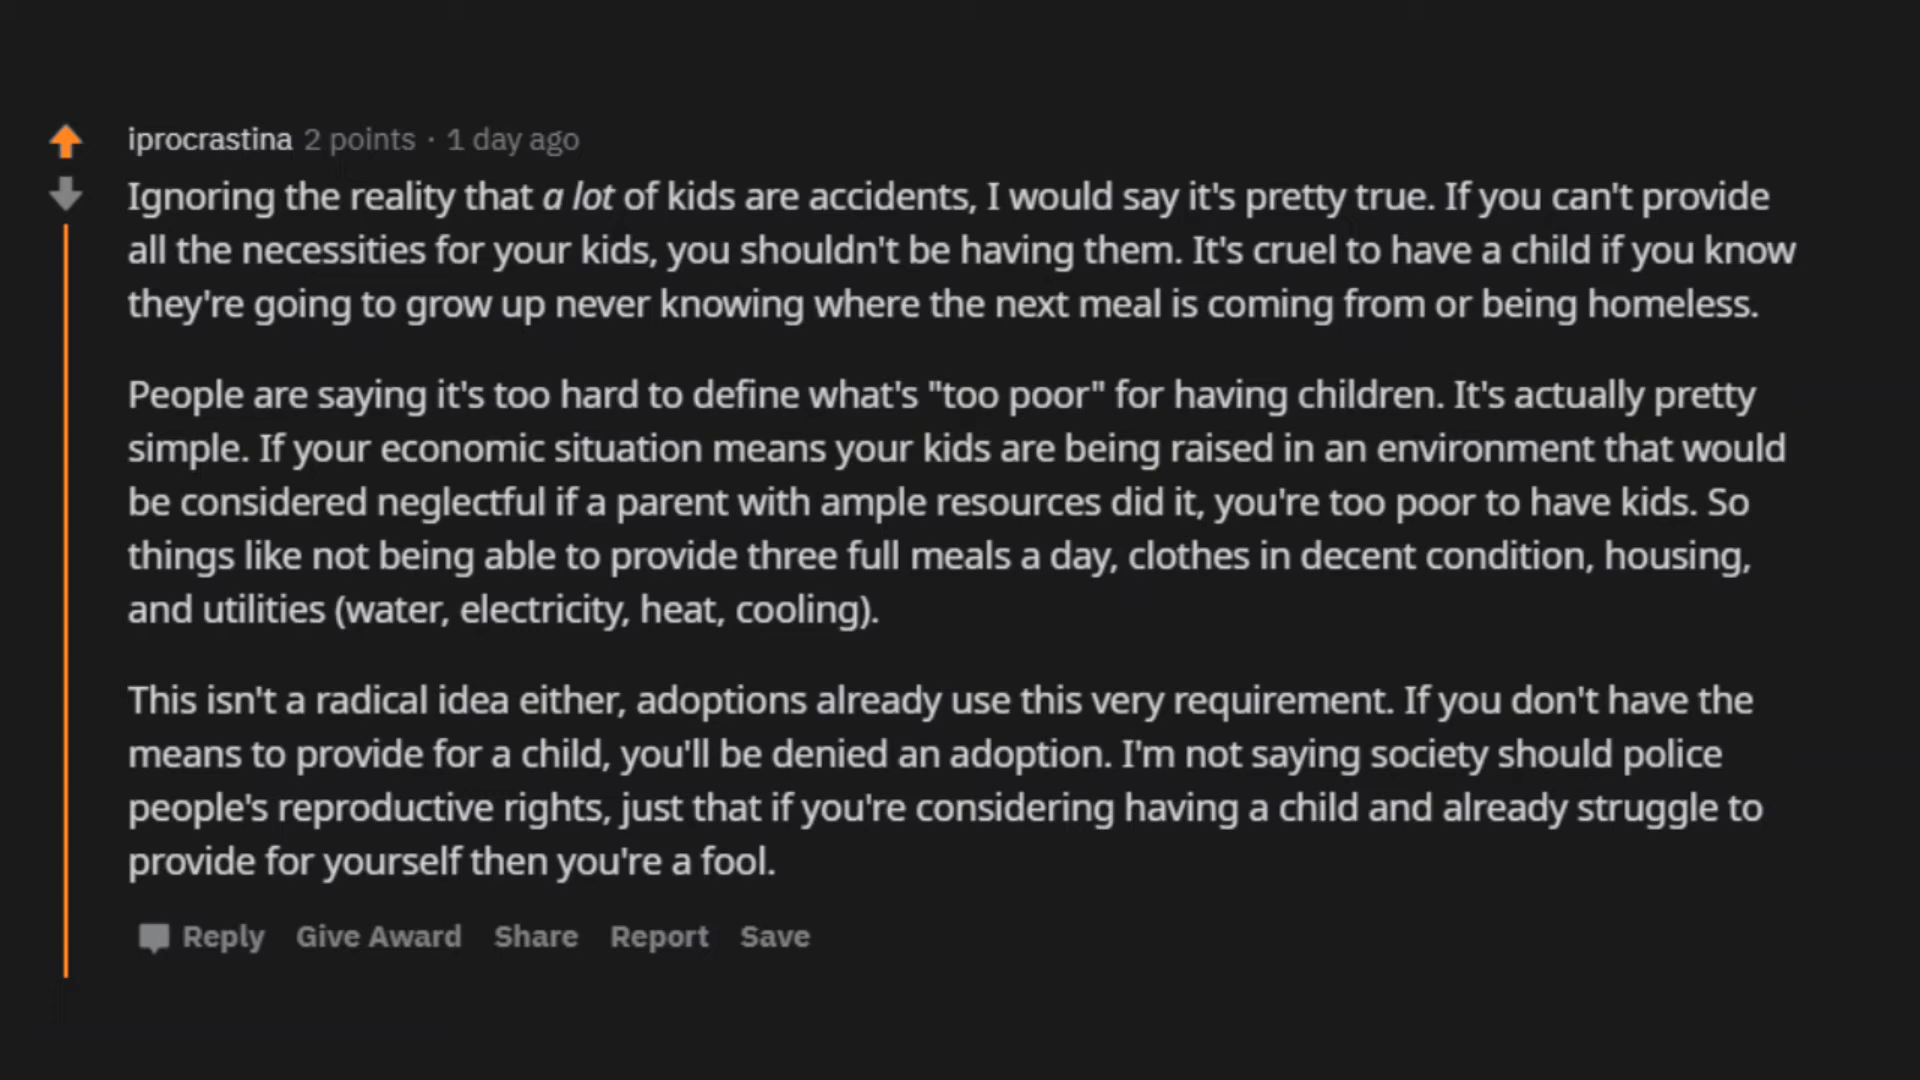 iprocrastina 2 points · 1 day ago
Ignoring the reality that a lot of kids are accidents, I would say it's pretty true. If you can't provide
all the necessities for your kids, you shouldn't be having them. It's cruel to have a child if you know
they're going to grow up never knowing where the next meal is coming from or being homeless.
People are saying it's too hard to define what's "too poor" for having children. It's actually pretty
simple. If your economic situation means your kids are being raised in an environment that would
be considered neglectful if a parent with ample resources did it, you're too poor to have kids. So
things like not being able to provide three full meals a day, clothes in decent condition, housing,
and utilities (water, electricity, heat, cooling).
This isn't a radical idea either, adoptions already use this very requirement. If you don't have the
means to provide for a child, you'll be denied an adoption. I'm not saying society should police
people's reproductive rights, just that if you're considering having a child and already struggle to
provide for yourself then you're a fool.
Reply Give Award Share Report Save